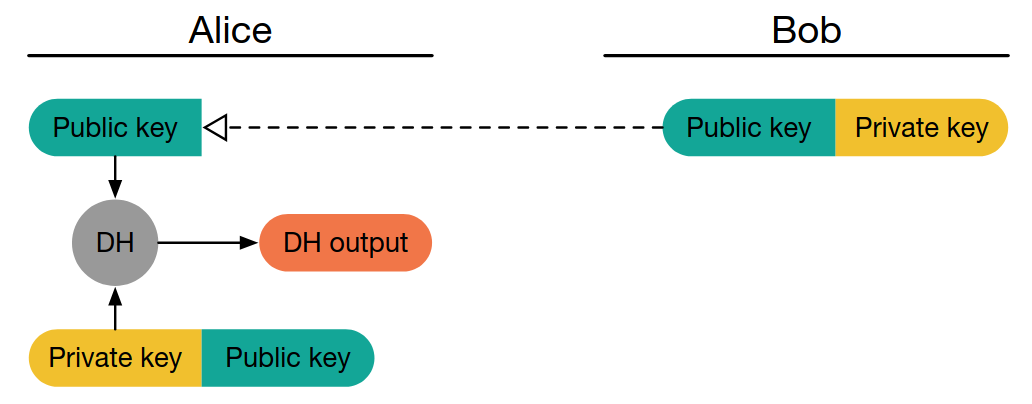 Alice
Bob
Public key
Public key
Private key
DH
DH output
Private key
Public key